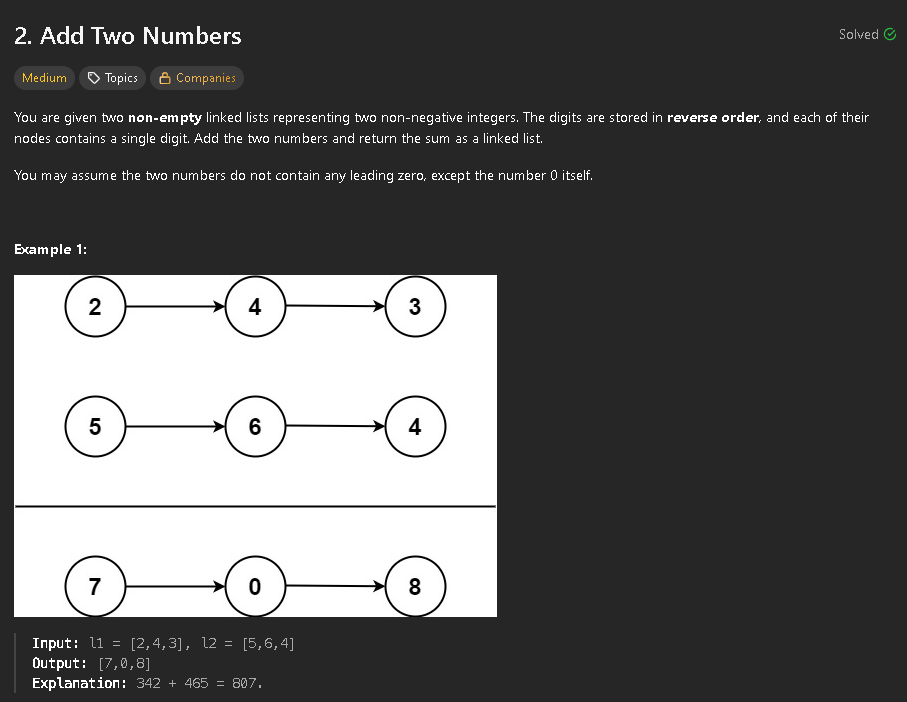 2. Add Two Numbers
Solved
Medium Topics Companies
You are given two non-empty linked lists representing two non-negative integers. The digits are stored in reverse order, and each of their
nodes contains a single digit. Add the two numbers and return the sum as a linked list.
You may assume the two numbers do not contain any leading zero, except the number 0 itself.
Example 1:
2 4 3
5 6 4
7 0 8
Input: l1 = [2,4,3], l2 = [5,6,4]
Output: [7,0,8]
Explanation: 342 + 465 = 807.